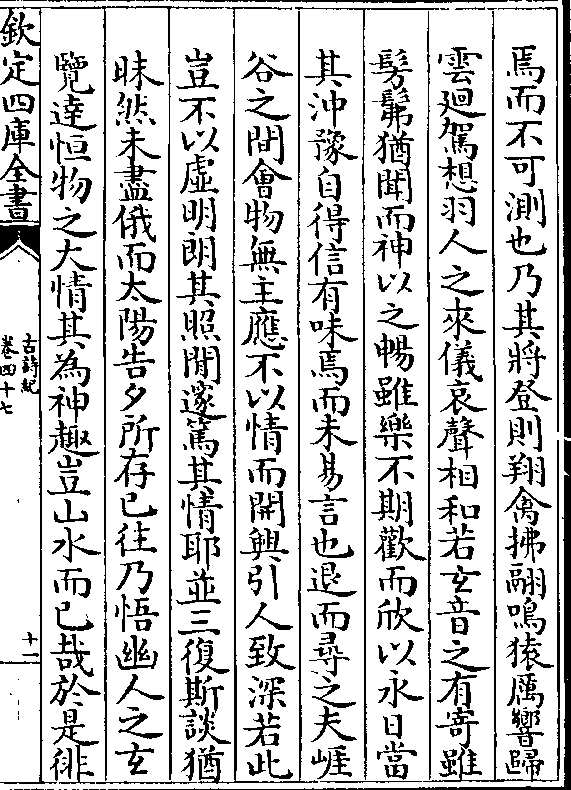 焉而不可測也乃其將登則翔禽拂翮鳴猿厲響歸
雲廻駕想羽人之來儀哀聲相和若玄音之有寄雖
髣髴猶聞而神以之暢雖樂不期歡而欣以永日當
其沖豫自得信有味焉而未易言也退而尋之夫崕
谷之間會物無主應不以情而開興引人致深若此
豈不以虛明朗其照閒邃篤其情耶並三復斯談猶
昧然未盡俄而太陽告夕所存已往乃悟幽人之玄
覽達恒物之大情其為神趣豈山水而已哉於是徘
欽定四庫全書
古詩紀
卷四十七
十一